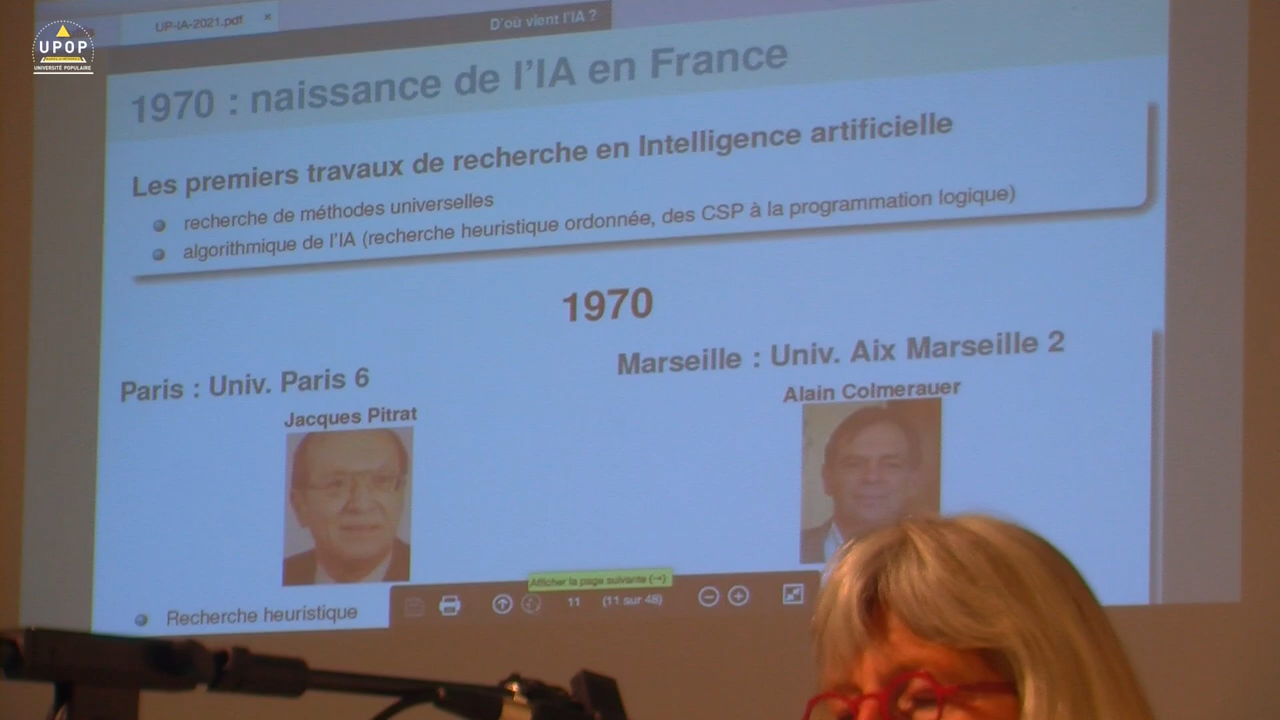 UPOP
UNIVERSITÉ POPULAIRE
UP-IA-2021.pdf ×
D'où vient l'IA ?
1970 : naissance de l'IA en France
Les premiers travaux de recherche en Intelligence artificielle
recherche de méthodes universelles
algorithmique de l'IA (recherche heuristique ordonnée, des CSP à la programmation logique)
1970
Paris : Univ. Paris 6
Marseille : Univ. Aix Marseille 2
Jacques Pitrat
Alain Colmerauer
Afficher la page suivante (→)
11 (11 sur 48)
Recherche heuristique